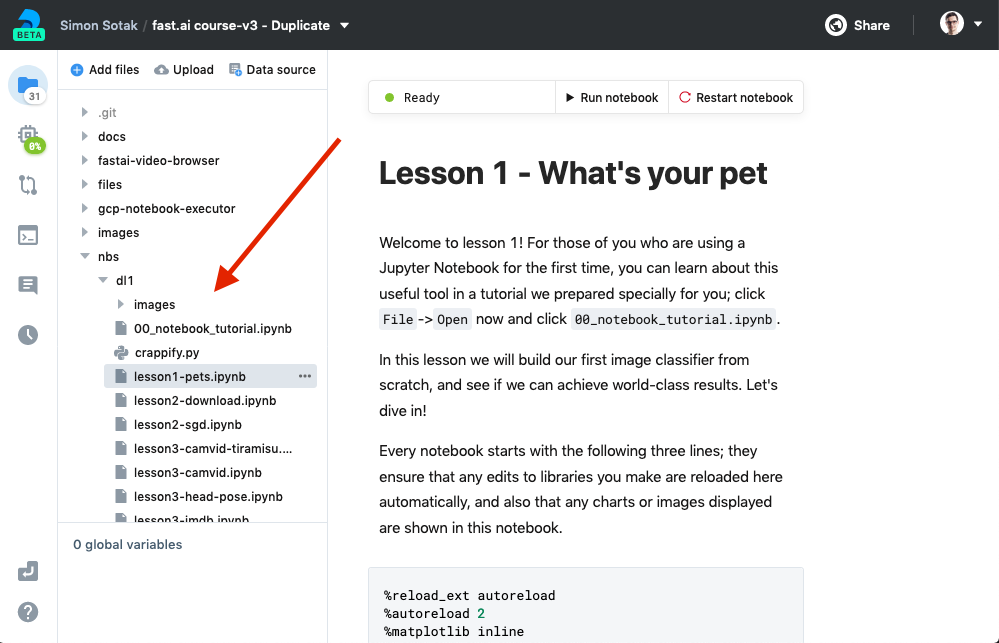 BETA
Simon Sotak / fast.ai course-v3 - Duplicate
Share
31
0%
Add files Upload Data source
.git
docs
fastai-video-browser
files
gcp-notebook-executor
images
nbs
dl1
images
00_notebook_tutorial.ipynb
crappify.py
lesson1-pets.ipynb
lesson2-download.ipynb
lesson2-sgd.ipynb
lesson3-camvid-tiramisu....
lesson3-camvid.ipynb
lesson3-head-pose.ipynb
lesson3-imdb.ipynb
0 global variables
Ready Run notebook Restart notebook
Lesson 1 - What's your pet
Welcome to lesson 1! For those of you who are using a
Jupyter Notebook for the first time, you can learn about this
useful tool in a tutorial we prepared specially for you; click
File -> Open now and click 00_notebook_tutorial.ipynb .
In this lesson we will build our first image classifier from
scratch, and see if we can achieve world-class results. Let's
dive in!
Every notebook starts with the following three lines; they
ensure that any edits to libraries you make are reloaded here
automatically, and also that any charts or images displayed
are shown in this notebook.
%reload_ext autoreload
%autoreload 2
%matplotlib inline